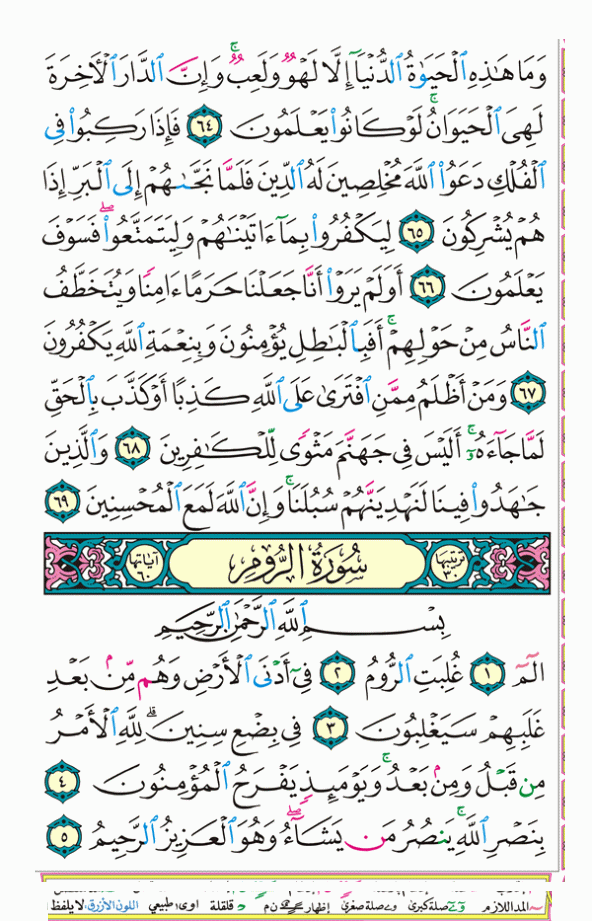 وَمَا هَٰذِهِ ٱلْحَيَوٰةُ ٱلدُّنْيَآ إِلَّا لَهْوٌ وَلَعِبٌ ۚ وَإِنَّ ٱلدَّارَ ٱلْأَخِرَةَ
لَهِىَ ٱلْحَيَوَانُ ۚ لَوْ كَانُوا۟ يَعْلَمُونَ ٦٤ فَإِذَا رَكِبُوا۟ فِى
ٱلْفُلْكِ دَعَوُا۟ ٱللَّهَ مُخْلِصِينَ لَهُ ٱلدِّينَ فَلَمَّا نَجَّىٰهُمْ إِلَى ٱلْبَرِّ إِذَا
هُمْ يُشْرِكُونَ ٦٥ لِيَكْفُرُوا۟ بِمَآ ءَاتَيْنَٰهُمْ وَلِيَتَمَتَّعُوا۟ ۖ فَسَوْفَ
يَعْلَمُونَ ٦٦ أَوَلَمْ يَرَوْا۟ أَنَّا جَعَلْنَا حَرَمًا ءَامِنًا وَيُتَخَطَّفُ
ٱلنَّاسُ مِنْ حَوْلِهِمْ ۚ أَفَبِٱلْبَٰطِلِ يُؤْمِنُونَ وَبِنِعْمَةِ ٱللَّهِ يَكْفُرُونَ
٦٧ وَمَنْ أَظْلَمُ مِمَّنِ ٱفْتَرَىٰ عَلَى ٱللَّهِ كَذِبًا أَوْ كَذَّبَ بِٱلْحَقِّ
لَمَّا جَآءَهُۥٓ ۚ أَلَيْسَ فِى جَهَنَّمَ مَثْوًى لِّلْكَٰفِرِينَ ٦٨ وَٱلَّذِينَ
جَٰهَدُوا۟ فِينَا لَنَهْدِيَنَّهُمْ سُبُلَنَا ۚ وَإِنَّ ٱللَّهَ لَمَعَ ٱلْمُحْسِنِينَ ٦٩
ترتيبها ٣٠ سُورَةُ الرُّومِ آياتها ٦٠
بِسْمِ ٱللَّهِ ٱلرَّحْمَٰنِ ٱلرَّحِيمِ
الٓمٓ ١ غُلِبَتِ ٱلرُّومُ ٢ فِىٓ أَدْنَى ٱلْأَرْضِ وَهُم مِّنۢ بَعْدِ
غَلَبِهِمْ سَيَغْلِبُونَ ٣ فِى بِضْعِ سِنِينَ ۗ لِلَّهِ ٱلْأَمْرُ
مِن قَبْلُ وَمِنۢ بَعْدُ ۚ وَيَوْمَئِذٍ يَفْرَحُ ٱلْمُؤْمِنُونَ ٤
بِنَصْرِ ٱللَّهِ ۚ يَنصُرُ مَن يَشَآءُ ۖ وَهُوَ ٱلْعَزِيزُ ٱلرَّحِيمُ ٥
المد اللازم صلة كبرى صلة صغرى إظهار قلقلة طبيعي اللون الأزرق لا يلفظ